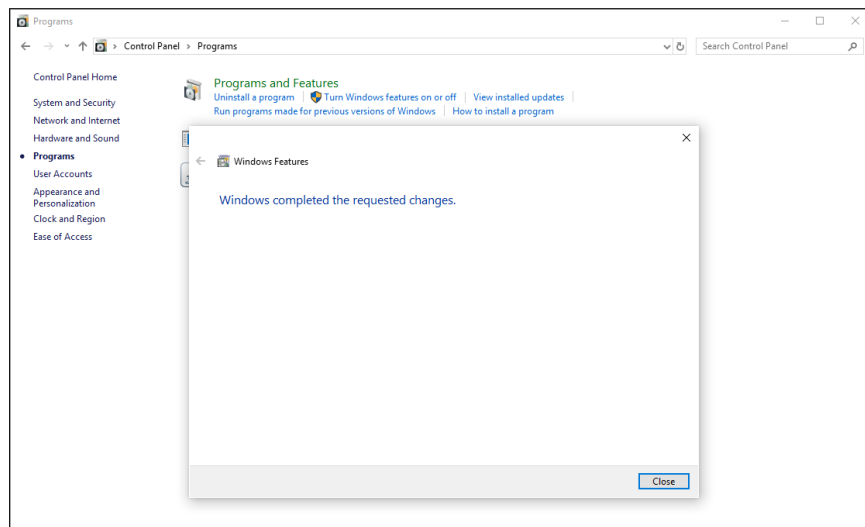 Programs
Control Panel > Programs
Search Control Panel
Control Panel Home
System and Security
Network and Internet
Hardware and Sound
Programs
User Accounts
Appearance and
Personalization
Clock and Region
Ease of Access
Programs and Features
Uninstall a program
Turn Windows features on or off
View installed updates
Run programs made for previous versions of Windows
How to install a program
Windows Features
Windows completed the requested changes.
Close